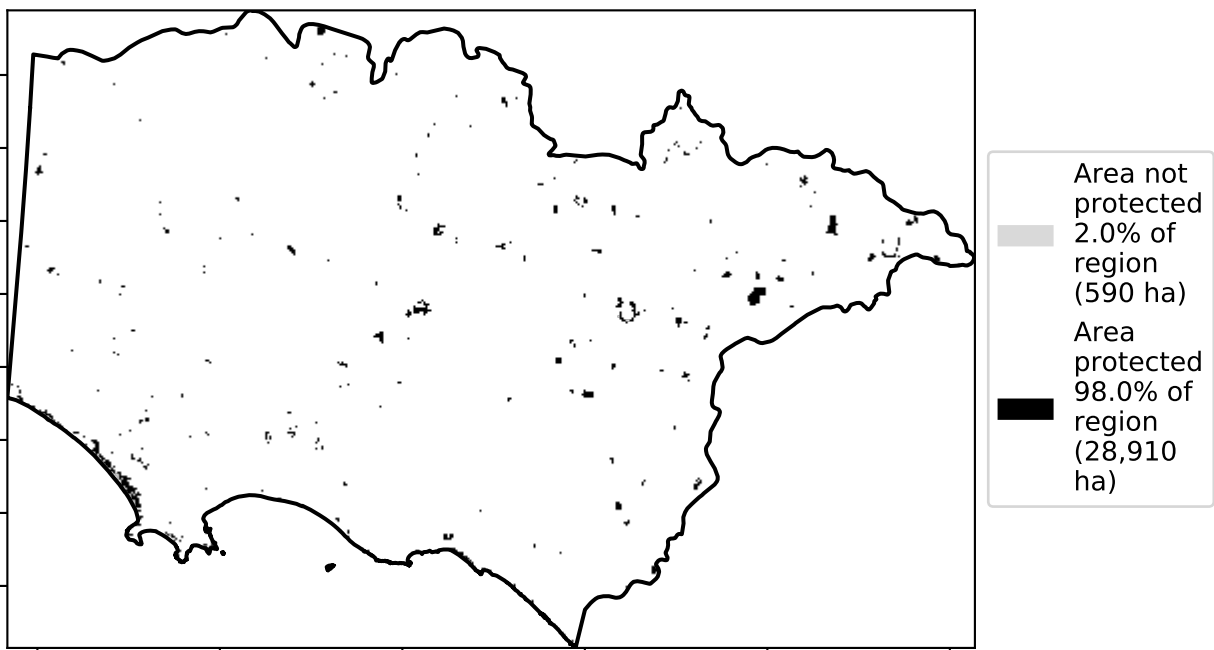 Area not
protected
2.0% of
region
(590 ha)
Area
protected
98.0% of
region
(28,910
ha)